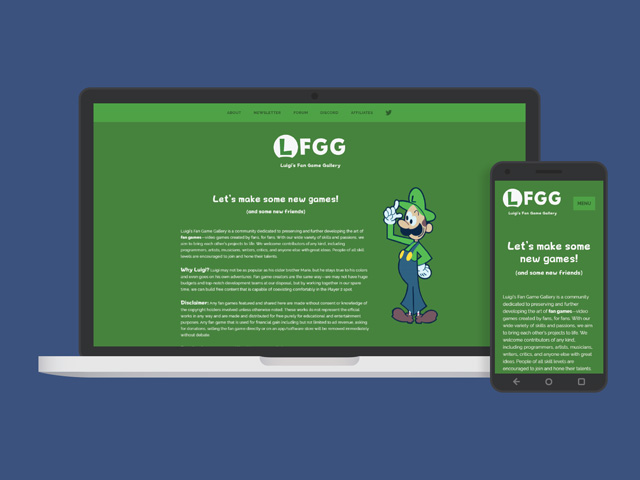 ABOUT NEWSLETTER FORUM DISCORD AFFILIATES
LFGG
Luigi's Fan Game Gallery
Let's make some new games!
(and some new friends)
Luigi's Fan Game Gallery is a community dedicated to preserving and further developing the art of
fan games—video games created by fans, for fans. With our wide variety of skills and passions, we
aim to bring each other's projects to life. We welcome contributors of any kind, including
programmers, artists, musicians, writers, critics, and anyone else with great ideas. People of all skill
levels are encouraged to join and hone their talents.
Why Luigi? Luigi may not be as popular as his older brother Mario, but he stays true to his colors
and even goes on his own adventures. Fan game creators are the same way—we may not have huge
budgets and top-notch development teams at our disposal, but by working together in our spare
time, we can build free content that is capable of coexisting comfortably in the Player 2 spot.
Disclaimer: Any fan games featured and shared here are made without consent or knowledge of
the copyright holders involved unless otherwise noted. These works do not represent the official
works in any way and are made and distributed for free purely for educational and entertainment
purposes. Any fan game that is used for financial gain including but not limited to ad revenue, asking
for donations, selling the fan game directly or on an app/software store will be removed immediately
without debate.
LFGG
Luigi's Fan Game Gallery
MENU
Let's make some
new games!
(and some new friends)
Luigi's Fan Game Gallery is a community
dedicated to preserving and further
developing the art of fan games—video
games created by fans, for fans. With our
wide variety of skills and passions, we aim
to bring each other's projects to life. We
welcome contributors of any kind,
including programmers, artists, musicians,
writers, critics, and anyone else with great
ideas. People of all skill levels are
encouraged to join and hone their talents.